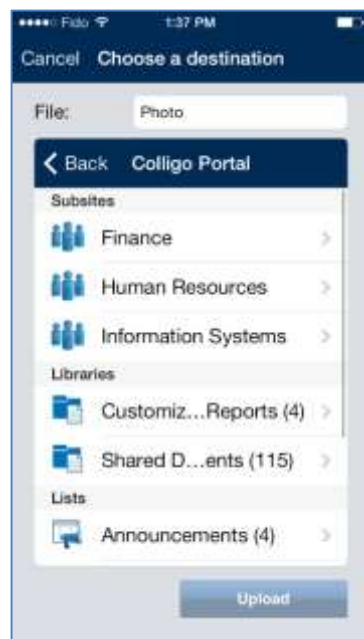 Fido 1:37 PM
Cancel Choose a destination
File: Photo
Back Colligo Portal
Subsites
Finance
Human Resources
Information Systems
Libraries
Customiz...Reports (4)
Shared D...ents (115)
Lists
Announcements (4)
Upload